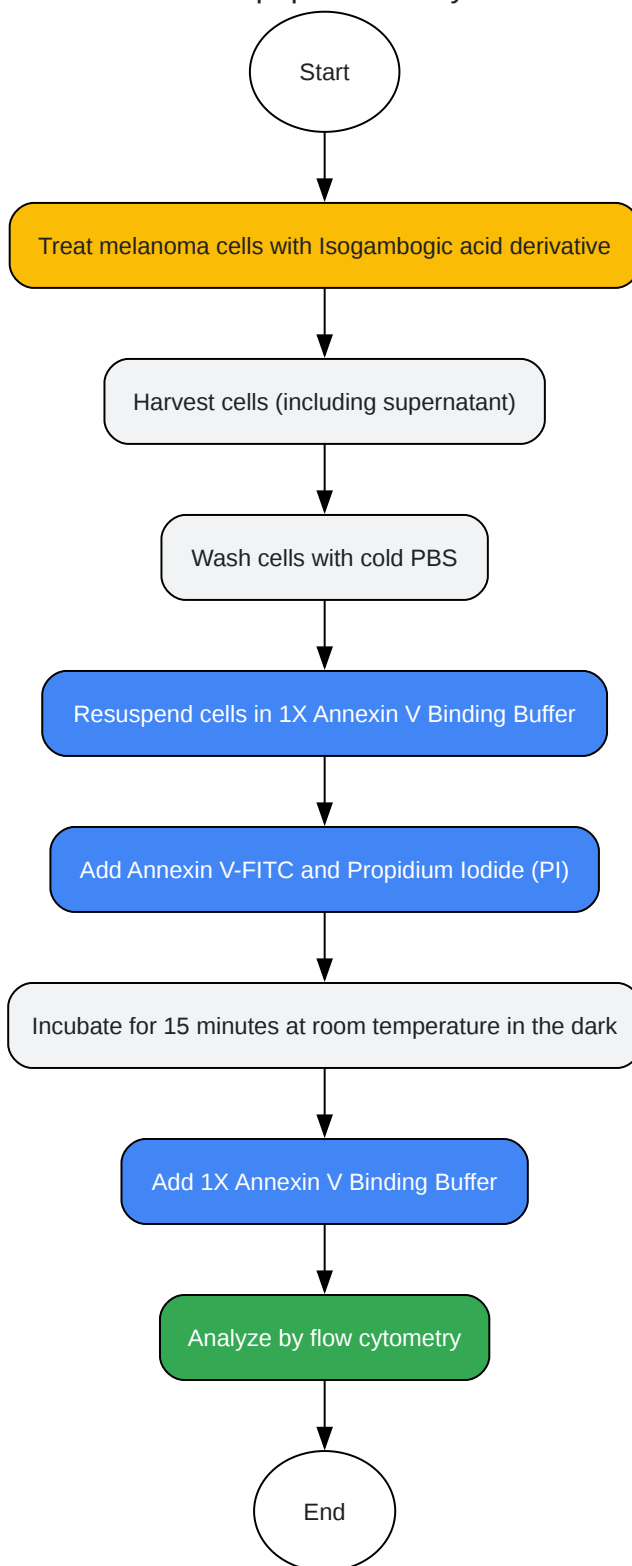 Start
Treat melanoma cells with Isogambogic acid derivative
Harvest cells (including supernatant)
Wash cells with cold PBS
Resuspend cells in 1X Annexin V Binding Buffer
Add Annexin V-FITC and Propidium Iodide (PI)
Incubate for 15 minutes at room temperature in the dark
Add 1X Annexin V Binding Buffer
Analyze by flow cytometry
End